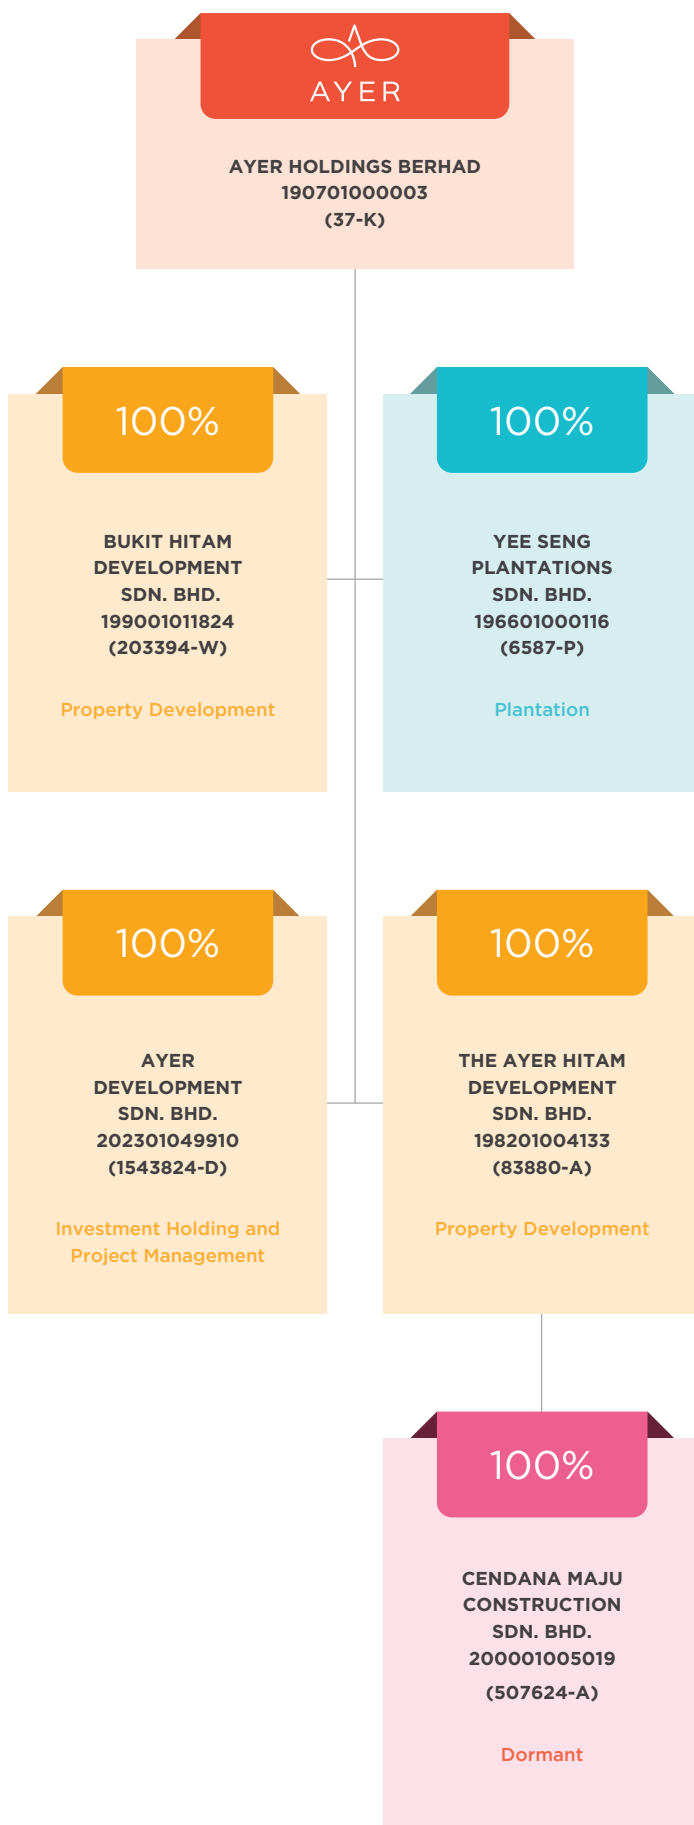 AYER
AYER HOLDINGS BERHAD
190701000003
(37-K)
100%
BUKIT HITAM
DEVELOPMENT
SDN. BHD.
199001011824
(203394-W)
Property Development
100%
YEE SENG
PLANTATIONS
SDN. BHD.
196601000116
(6587-P)
Plantation
100%
AYER
DEVELOPMENT
SDN. BHD.
202301049910
(1543824-D)
Investment Holding and
Project Management
100%
THE AYER HITAM
DEVELOPMENT
SDN. BHD.
198201004133
(83880-A)
Property Development
100%
CENDANA MAJU
CONSTRUCTION
SDN. BHD.
200001005019
(507624-A)
Dormant